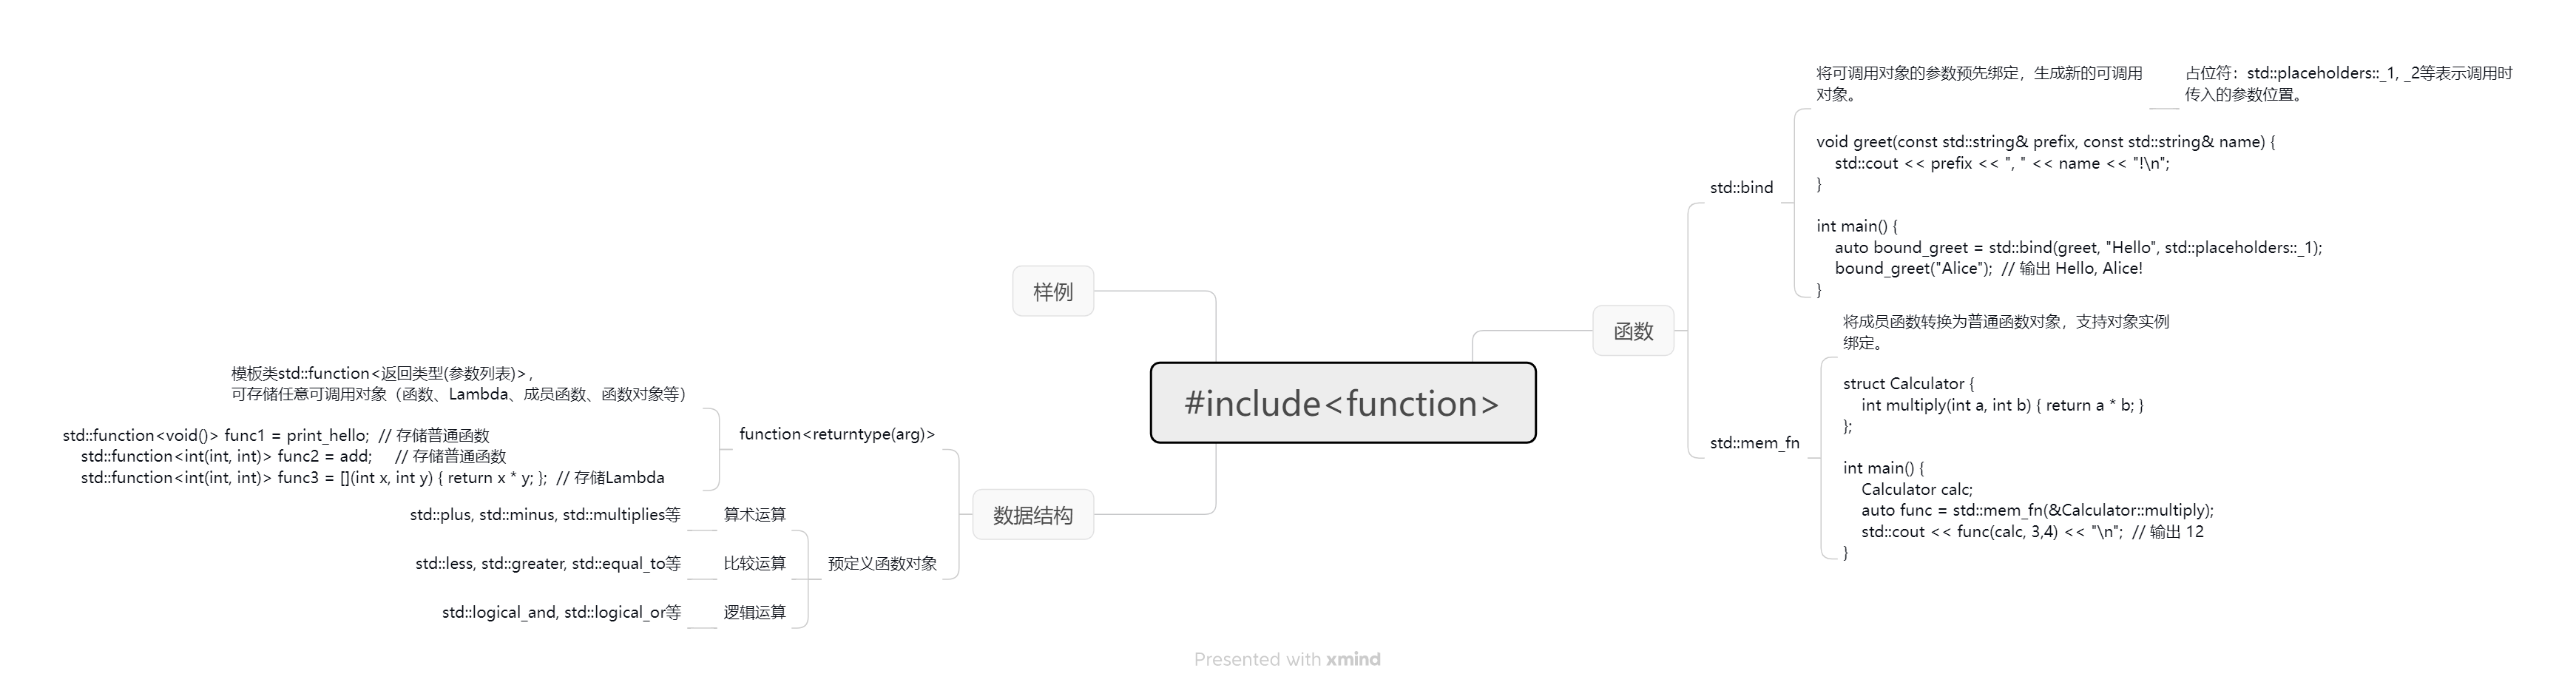 #include<function>
函数
std::bind
将可调用对象的参数预先绑定，生成新的可调用
对象。
占位符：std::placeholders::_1, _2等表示调用时
传入的参数位置。
void greet(const std::string& prefix, const std::string& name) {
    std::cout << prefix << ", " << name << "!\n";
}
int main() {
    auto bound_greet = std::bind(greet, "Hello", std::placeholders::_1);
    bound_greet("Alice");  // 输出 Hello, Alice!
}
std::mem_fn
将成员函数转换为普通函数对象，支持对象实例
绑定。
struct Calculator {
    int multiply(int a, int b) { return a * b; }
};
int main() {
    Calculator calc;
    auto func = std::mem_fn(&Calculator::multiply);
    std::cout << func(calc, 3,4) << "\n";  // 输出 12
}
样例
数据结构
function<returntype(arg)>
模板类std::function<返回类型(参数列表)>，
可存储任意可调用对象（函数、Lambda、成员函数、函数对象等）
std::function<void()> func1 = print_hello;  // 存储普通函数
    std::function<int(int, int)> func2 = add;     // 存储普通函数
    std::function<int(int, int)> func3 = [](int x, int y) { return x * y; };  // 存储Lambda
预定义函数对象
算术运算
std::plus, std::minus, std::multiplies等
比较运算
std::less, std::greater, std::equal_to等
逻辑运算
std::logical_and, std::logical_or等
Presented with xmind